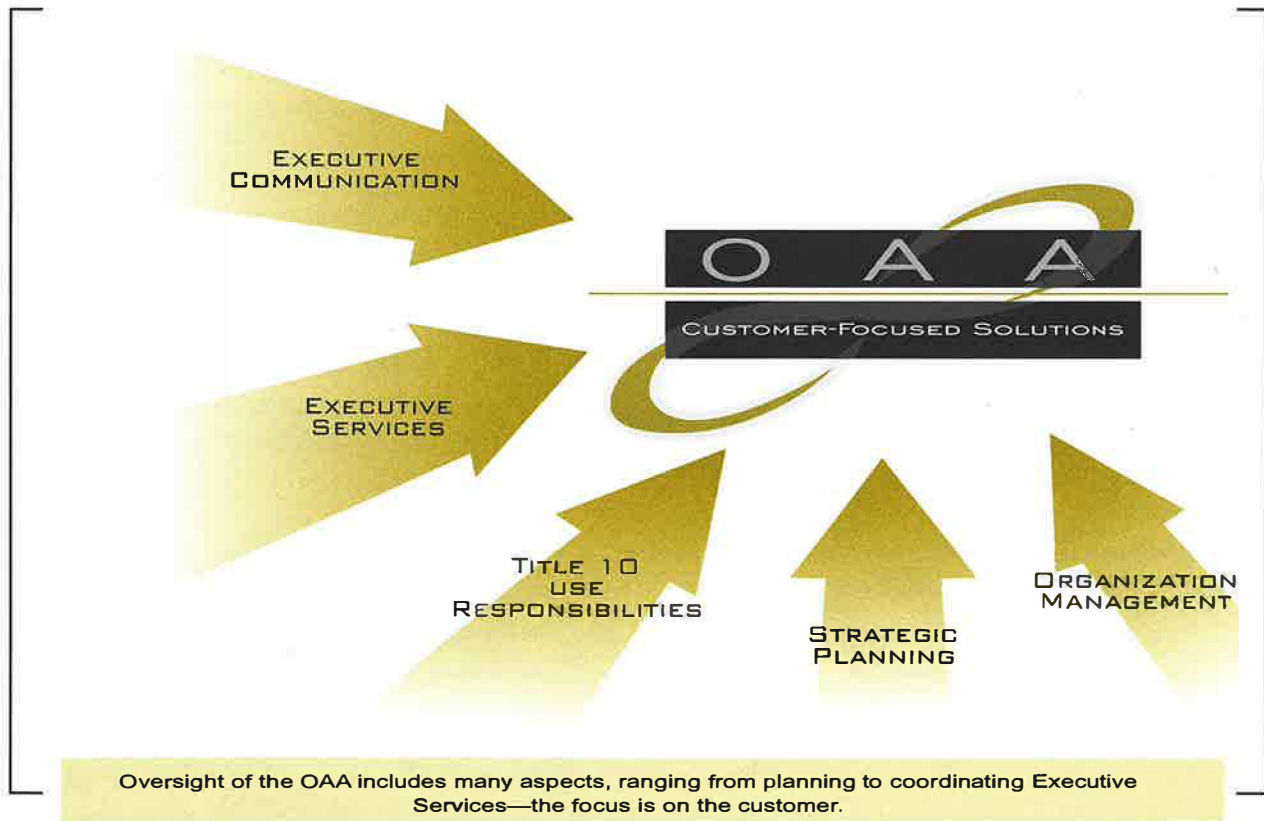 EXECUTIVE
COMMUNICATION
O A A
CUSTOMER-FOCUSED SOLUTIONS
EXECUTIVE
SERVICES
TITLE 10
USE
RESPONSIBILITIES
STRATEGIC
PLANNING
ORGANIZATION
MANAGEMENT
Oversight of the OAA includes many aspects, ranging from planning to coordinating Executive
Services—the focus is on the customer.